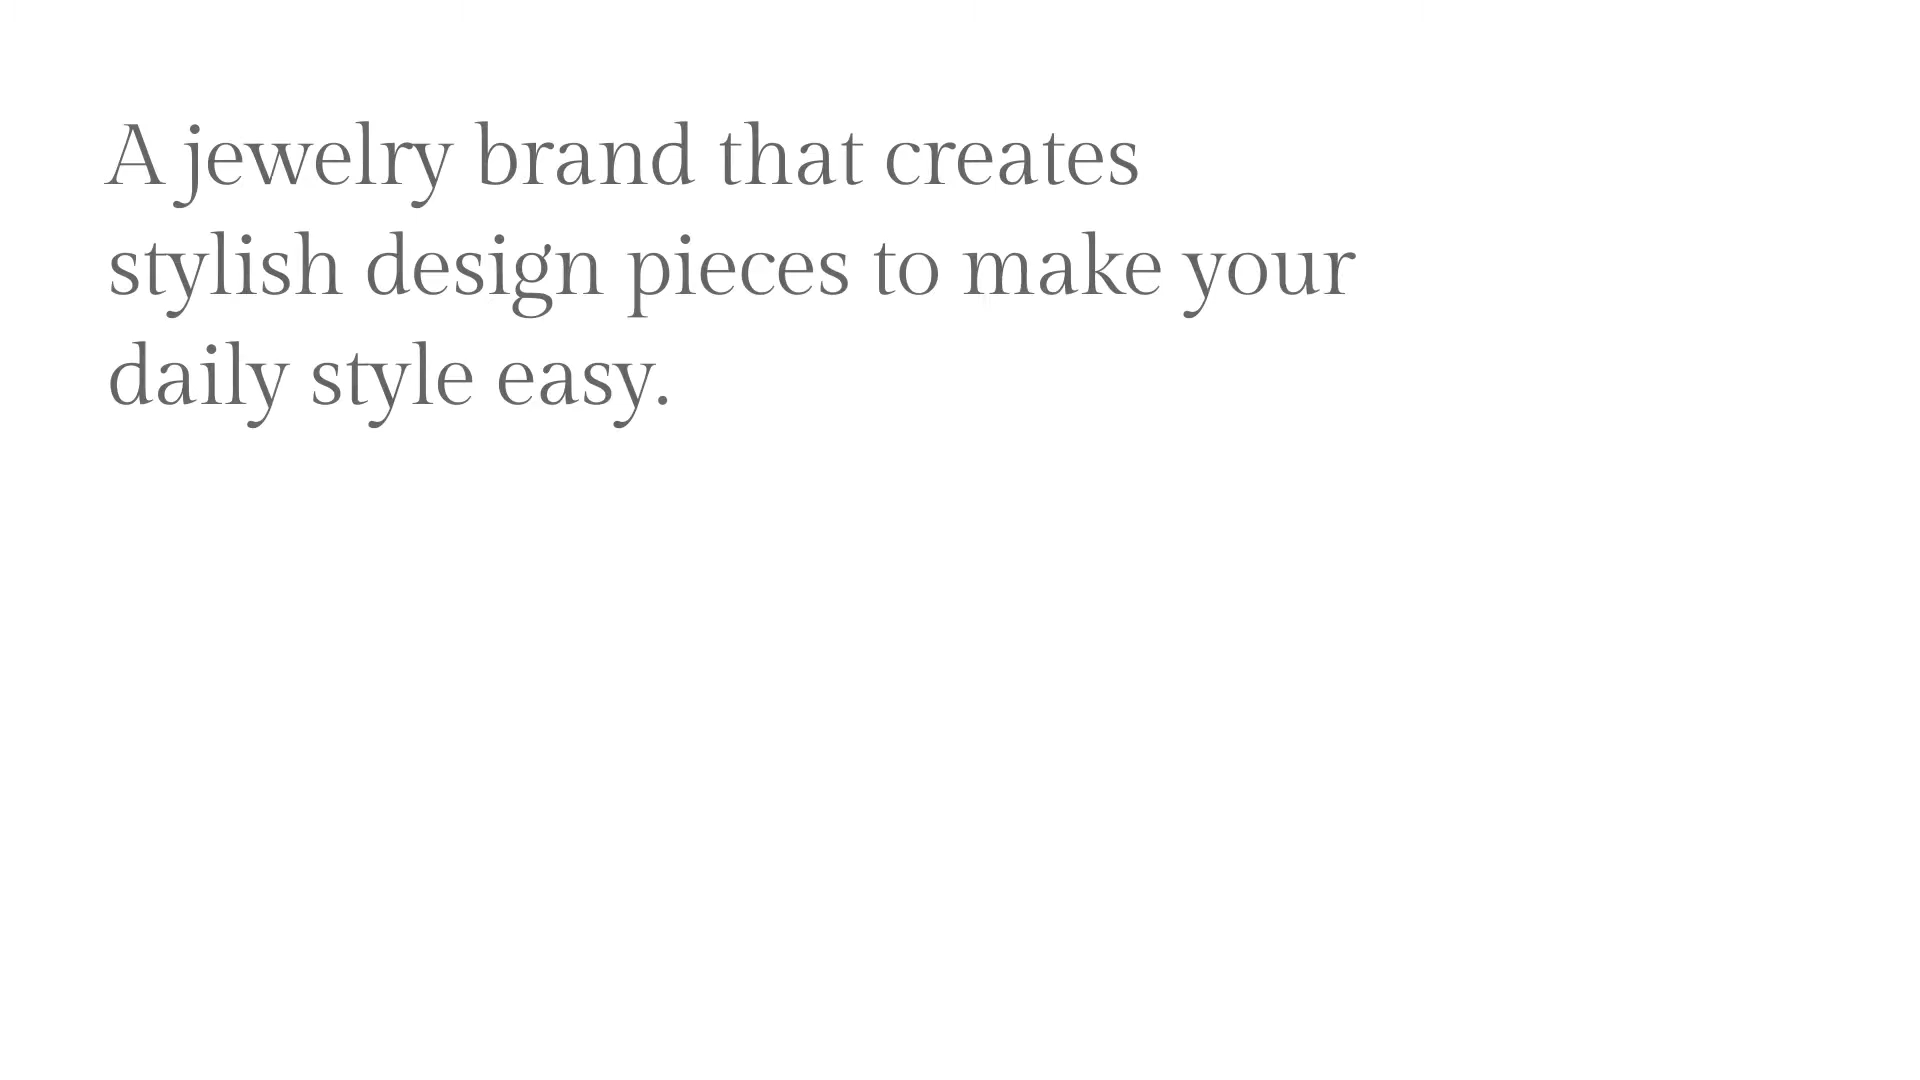 A jewelry brand that creates
stylish design pieces to make your
daily style easy.